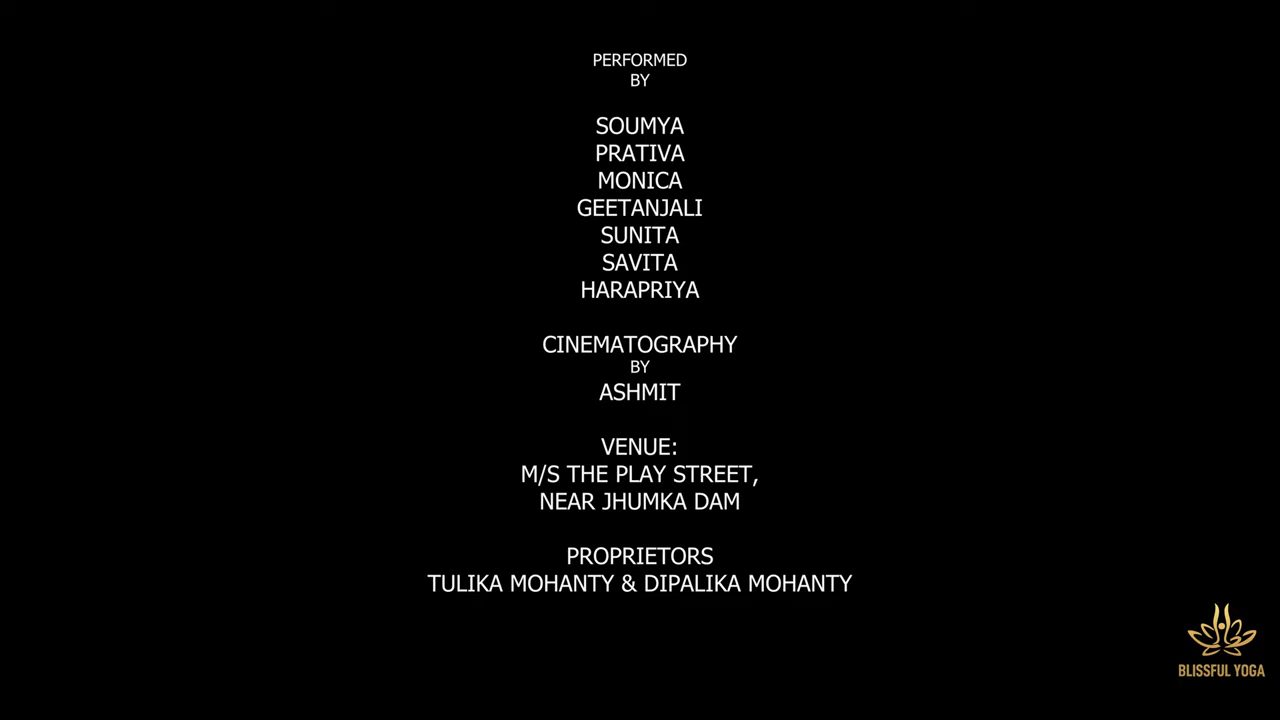 PERFORMED
BY
SOUMYA
PRATIVA
MONICA
GEETANJALI
SUNITA
SAVITA
HARAPRIYA
CINEMATOGRAPHY
BY
ASHMIT
VENUE:
M/S THE PLAY STREET,
NEAR JHUMKA DAM
PROPRIETORS
TULIKA MOHANTY & DIPALIKA MOHANTY
BLISSFUL YOGA